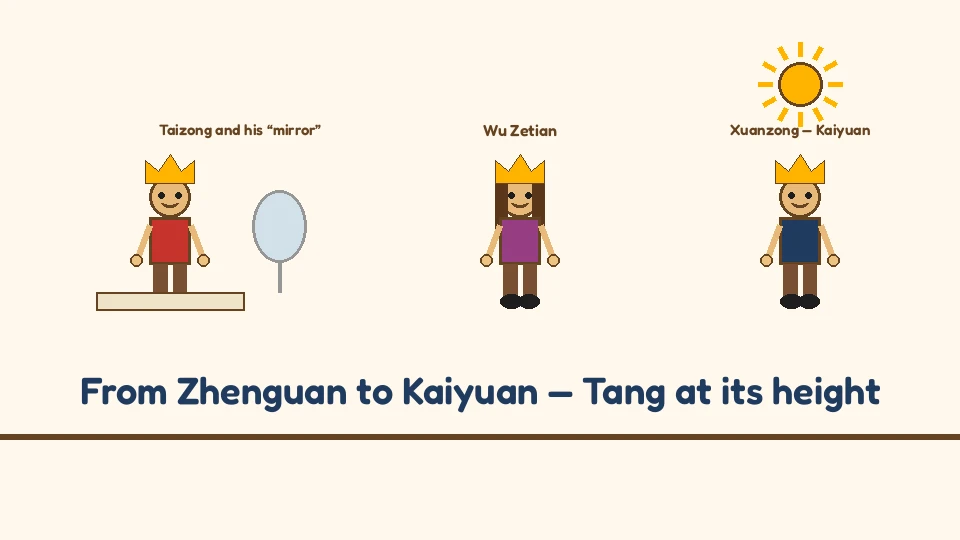 Taizong and his “mirror”
Wu Zetian
Xuanzong – Kaiyuan
From Zhenguan to Kaiyuan – Tang at its height